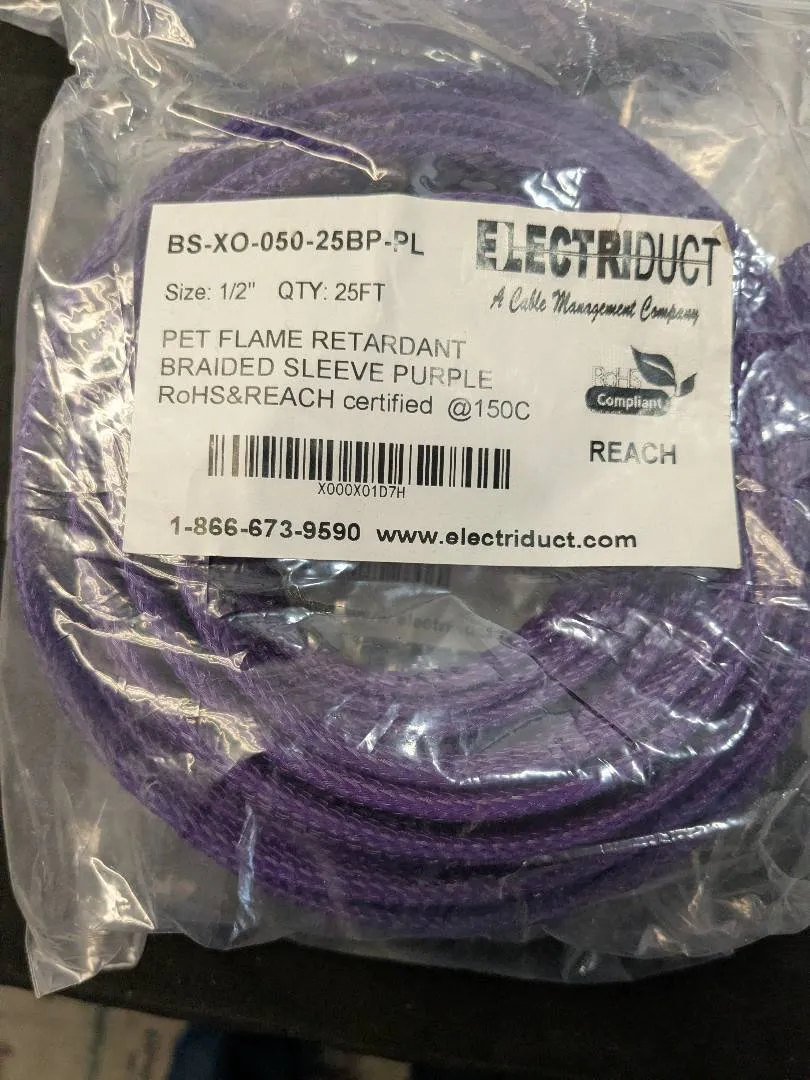 BS-XO-050-25BP-PL
ELECTRIDUCT
A Cable Management Company
Size: 1/2" QTY: 25FT
PET FLAME RETARDANT
BRAIDED SLEEVE PURPLE
RoHS&REACH certified @150C
RoHS
Compliant
REACH
X000X01D7H
1-866-673-9590 www.electriduct.com